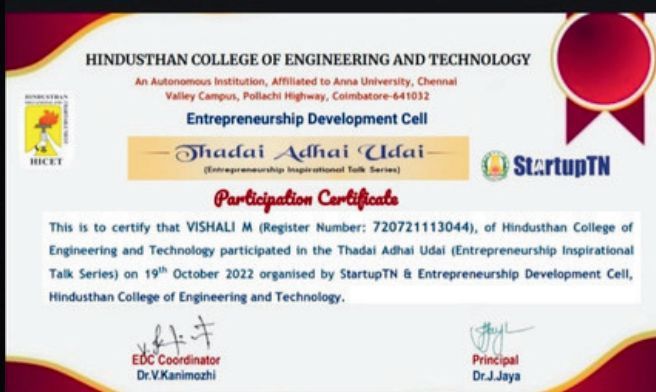 HINDUSTHAN COLLEGE OF ENGINEERING AND TECHNOLOGY
An Autonomous Institution, Affiliated to Anna University, Chennai
Valley Campus, Pollachi Highway, Coimbatore-641032
Entrepreneurship Development Cell
HICET
Thadai Adhai Udai
(Entrepreneurship Inspirational Talk Series)
StartupTN
Participation Certificate
This is to certify that VISHALI M (Register Number: 720721113044), of Hindusthan College of
Engineering and Technology participated in the Thadai Adhai Udai (Entrepreneurship Inspirational
Talk Series) on 19th October 2022 organised by StartupTN & Entrepreneurship Development Cell,
Hindusthan College of Engineering and Technology.
EDC Coordinator
Dr.V.Kanimozhi
Principal
Dr.J.Jaya